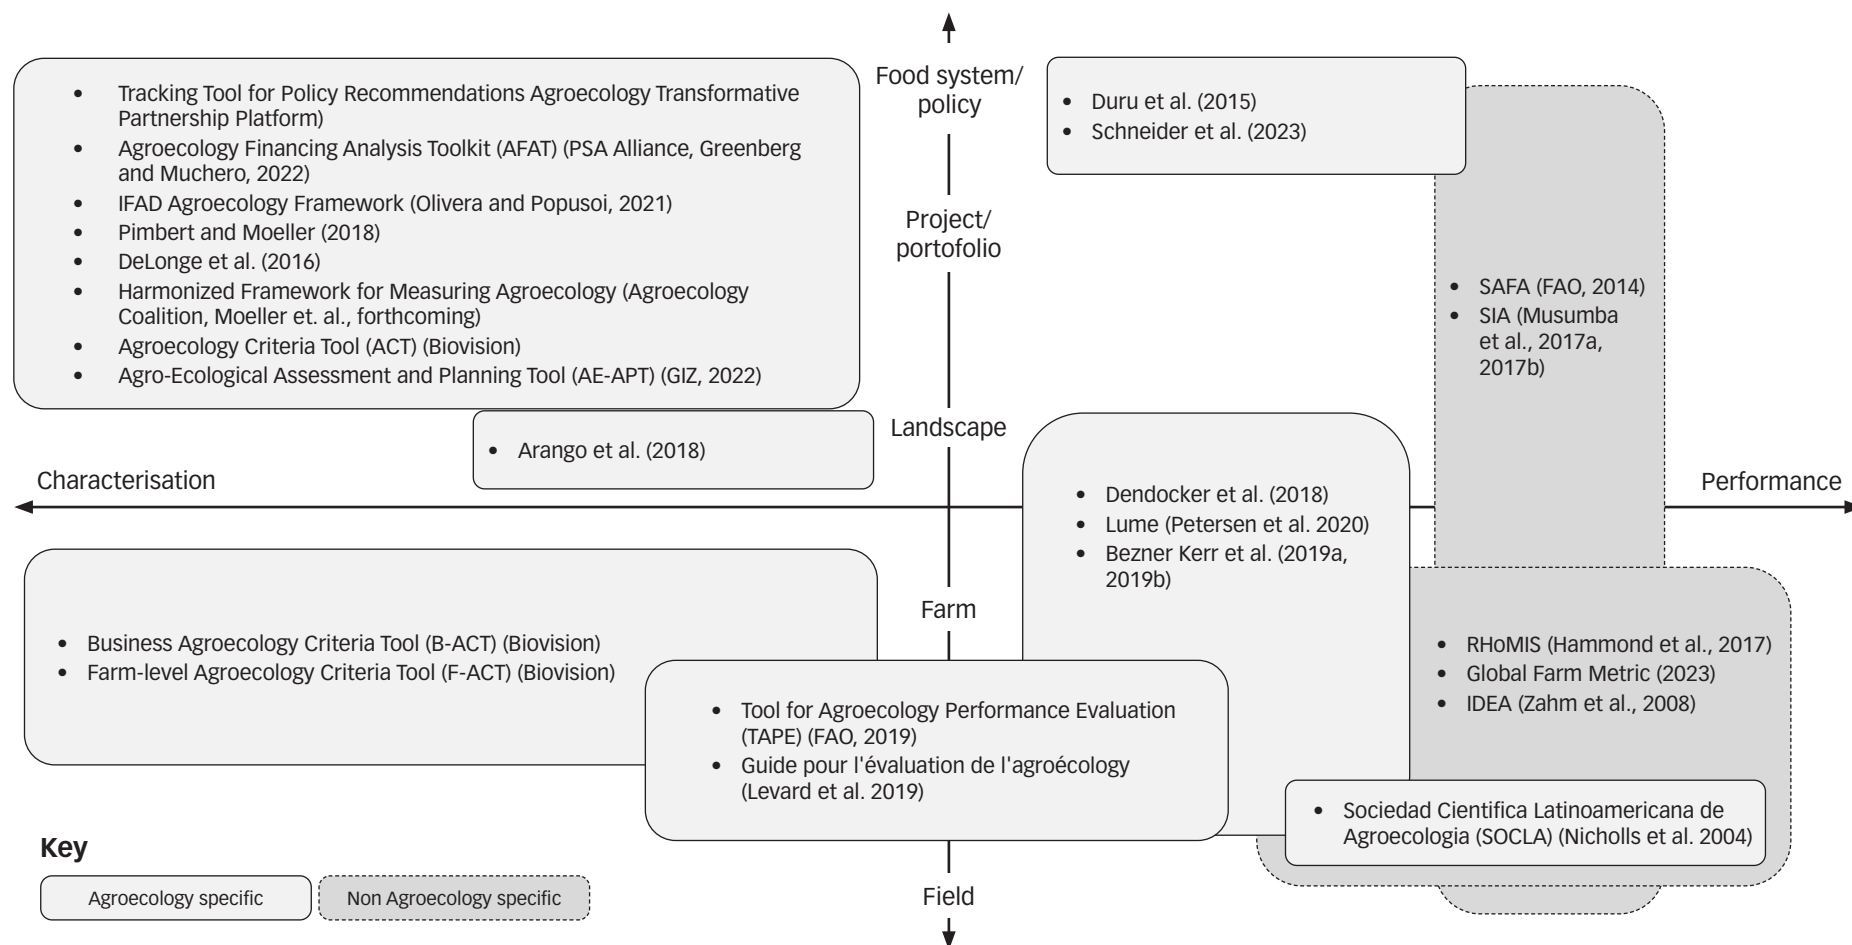 Food system/
policy
Project/
portofolio
Landscape
Farm
Field
Characterisation
Performance
• Tracking Tool for Policy Recommendations Agroecology Transformative
Partnership Platform)
• Agroecology Financing Analysis Toolkit (AFAT) (PSA Alliance, Greenberg
and Muchero, 2022)
• IFAD Agroecology Framework (Olivera and Popusoi, 2021)
• Pimbert and Moeller (2018)
• DeLonge et al. (2016)
• Harmonized Framework for Measuring Agroecology (Agroecology
Coalition, Moeller et. al., forthcoming)
• Agroecology Criteria Tool (ACT) (Biovision)
• Agro-Ecological Assessment and Planning Tool (AE-APT) (GIZ, 2022)
• Arango et al. (2018)
• Duru et al. (2015)
• Schneider et al. (2023)
• SAFA (FAO, 2014)
• SIA (Musumba
et al., 2017a,
2017b)
• Dendocker et al. (2018)
• Lume (Petersen et al. 2020)
• Bezner Kerr et al. (2019a,
2019b)
• Business Agroecology Criteria Tool (B-ACT) (Biovision)
• Farm-level Agroecology Criteria Tool (F-ACT) (Biovision)
• Tool for Agroecology Performance Evaluation
(TAPE) (FAO, 2019)
• Guide pour l'évaluation de l'agroécology
(Levard et al. 2019)
• RHoMIS (Hammond et al., 2017)
• Global Farm Metric (2023)
• IDEA (Zahm et al., 2008)
• Sociedad Cientifica Latinoamericana de
Agroecologia (SOCLA) (Nicholls et al. 2004)
Key
Agroecology specific
Non Agroecology specific